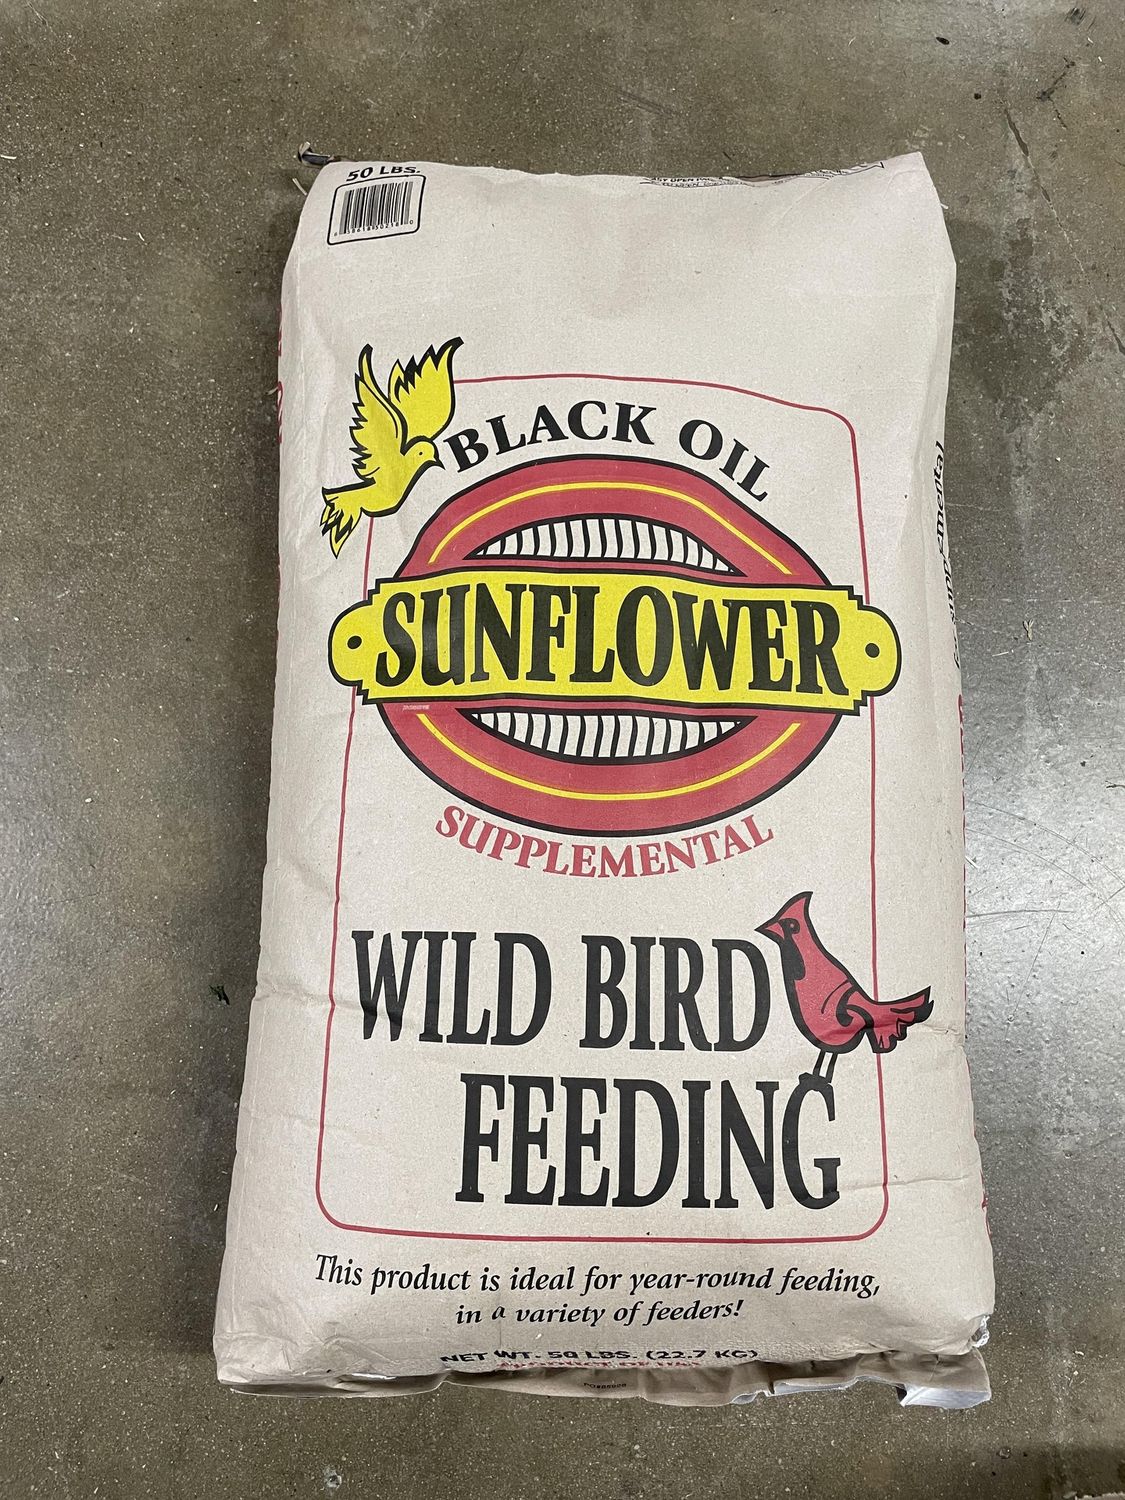 50 LBS.
BLACK OIL
SUNFLOWER
SUPPLEMENTAL
WILD BIRD
FEEDING
This product is ideal for year-round feeding,
in a variety of feeders!
NET WT. 50 LBS. (22.7 KG)